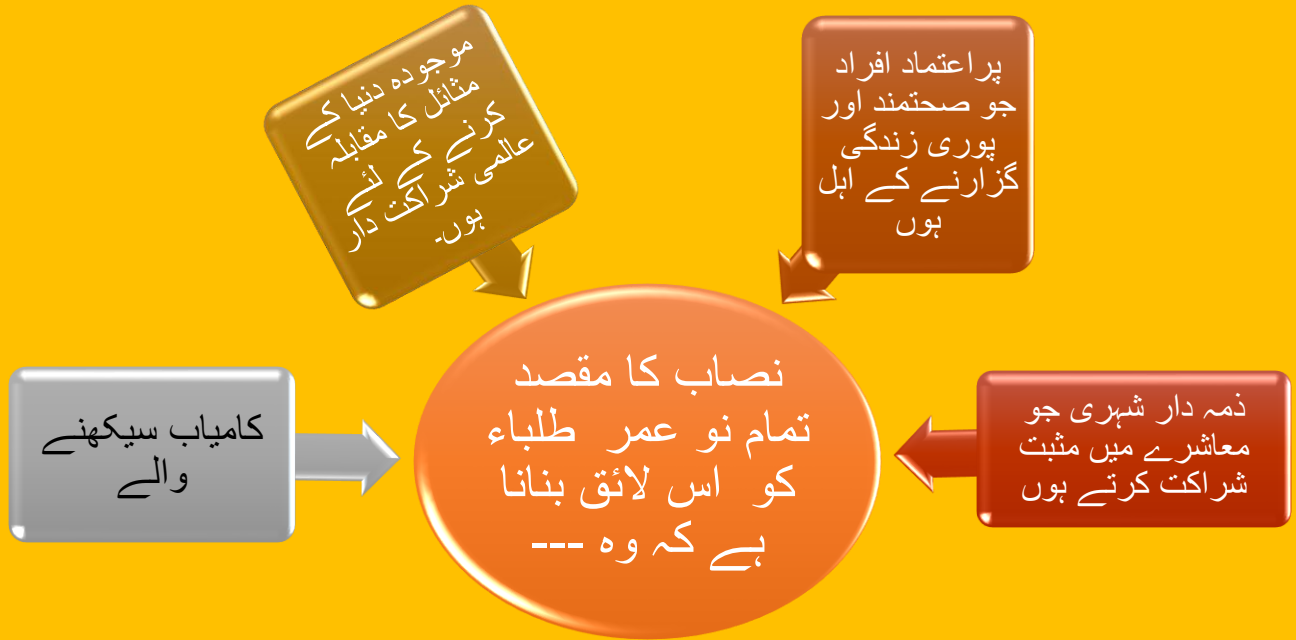 موجودہ دنیا کے
مثائل کا مقابلہ
کرنے کے لئے
عالمی شراکت دار
ہوں۔
پراعتماد افراد
جو صحتمند اور
پوری زندگی
گزارنے کے اہل
ہوں
نصاب کا مقصد
تمام نو عمر طلباء
کو اس لائق بنانا
ہے کہ وہ ---
کامیاب سیکھنے
والے
ذمہ دار شہری جو
معاشرے میں مثبت
شراکت کرتے ہوں